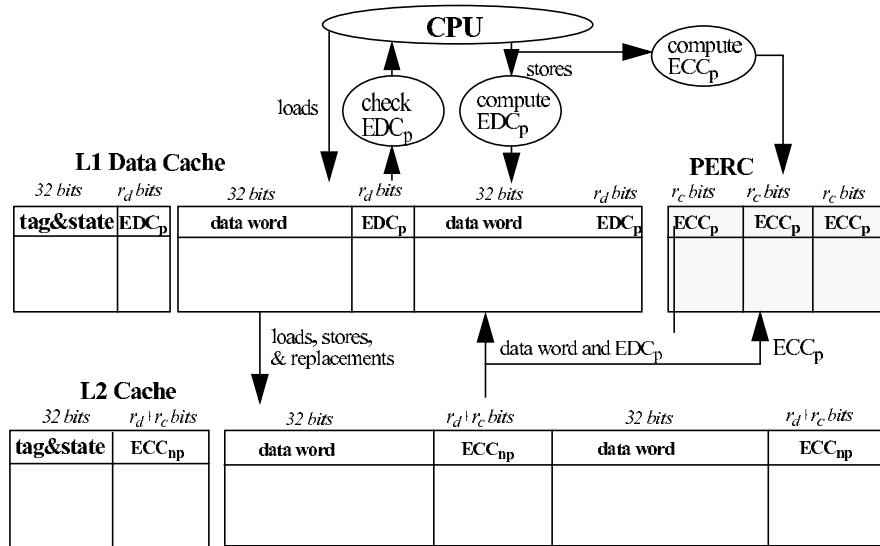 CPU
compute
ECCp
stores
loads
check
EDCp
compute
EDCp
L1 Data Cache
PERC
32 bits
rd bits
32 bits
rd bits
32 bits
rd bits
rc bits
rc bits
rc bits
tag&state
EDCp
data word
EDCp
data word
EDCp
ECCp
ECCp
ECCp
loads, stores,
& replacements
data word and EDCp
ECCp
L2 Cache
32 bits
rd+rc bits
32 bits
rd+rc bits
32 bits
rd+rc bits
tag&state
ECCnp
data word
ECCnp
data word
ECCnp